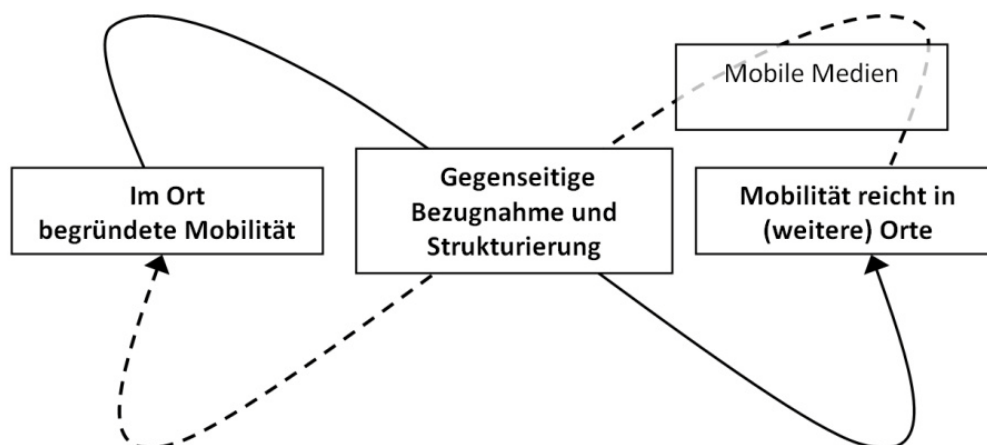 Mobile Medien
Im Ort
begründete Mobilität
Gegenseitige
Bezugnahme und
Strukturierung
Mobilität reicht in
(weitere) Orte